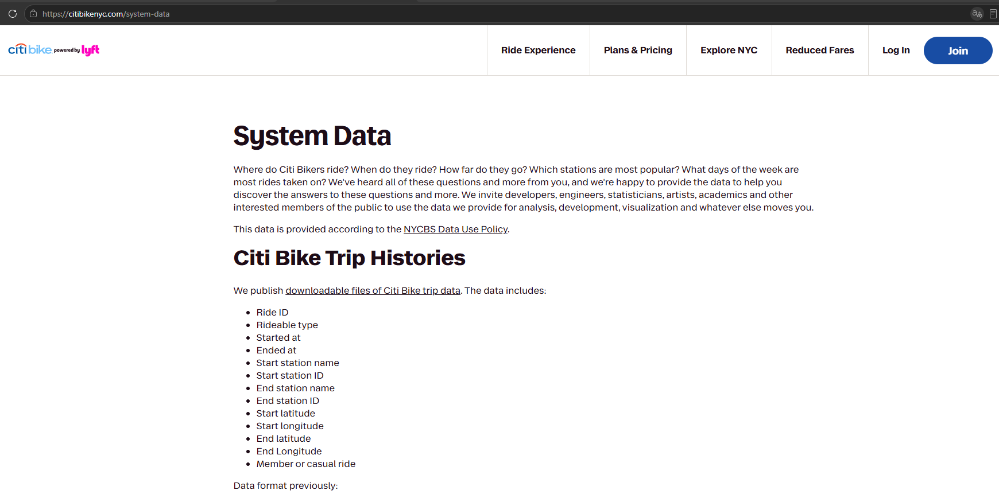 https://citibikenyc.com/system-data
citi bike powered by lyft
Ride Experience
Plans & Pricing
Explore NYC
Reduced Fares
Log In
Join
System Data
Where do Citi Bikers ride? When do they ride? How far do they go? Which stations are most popular? What days of the week are
most rides taken on? We've heard all of these questions and more from you, and we're happy to provide the data to help you
discover the answers to these questions and more. We invite developers, engineers, statisticians, artists, academics and other
interested members of the public to use the data we provide for analysis, development, visualization and whatever else moves you.
This data is provided according to the NYCBS Data Use Policy.
Citi Bike Trip Histories
We publish downloadable files of Citi Bike trip data. The data includes:
Ride ID
Rideable type
Started at
Ended at
Start station name
Start station ID
End station name
End station ID
Start latitude
Start longitude
End latitude
End Longitude
Member or casual ride
Data format previously: